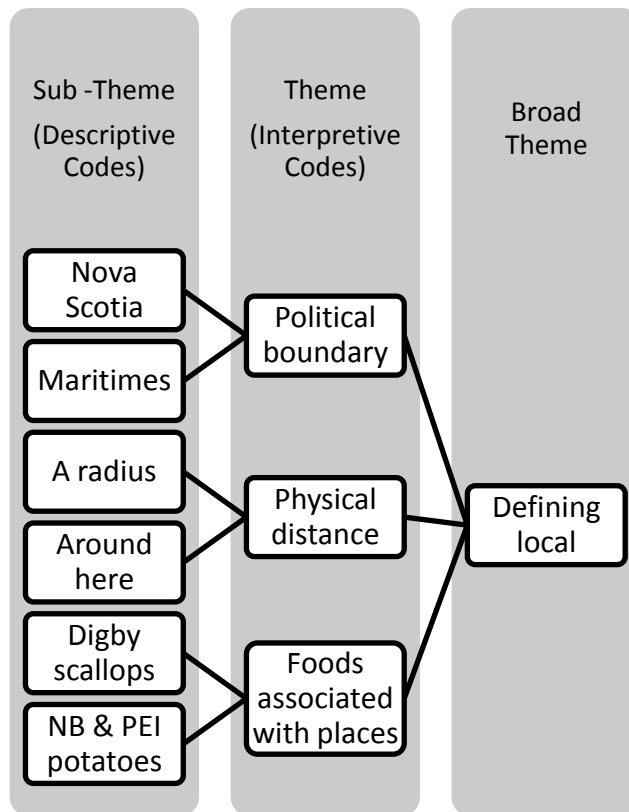 Sub -Theme
(Descriptive
Codes)
Nova
Scotia
Maritimes
A radius
Around
here
Digby
scallops
NB & PEI
potatoes
Theme
(Interpretive
Codes)
Political
boundary
Physical
distance
Foods
associated
with places
Broad
Theme
Defining
local